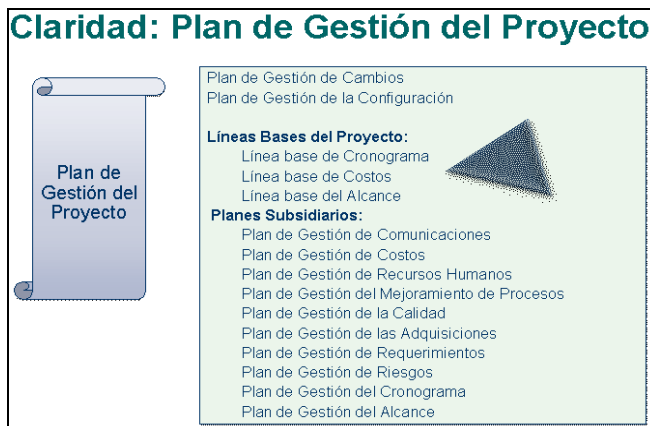 Claridad: Plan de Gestión del Proyecto
Plan de
Gestión del
Proyecto
Plan de Gestión de Cambios
Plan de Gestión de la Configuración
Líneas Bases del Proyecto:
Línea base de Cronograma
Línea base de Costos
Línea base del Alcance
Planes Subsidiarios:
Plan de Gestión de Comunicaciones
Plan de Gestión de Costos
Plan de Gestión de Recursos Humanos
Plan de Gestión del Mejoramiento de Procesos
Plan de Gestión de la Calidad
Plan de Gestión de las Adquisiciones
Plan de Gestión de Requerimientos
Plan de Gestión de Riesgos
Plan de Gestión del Cronograma
Plan de Gestión del Alcance